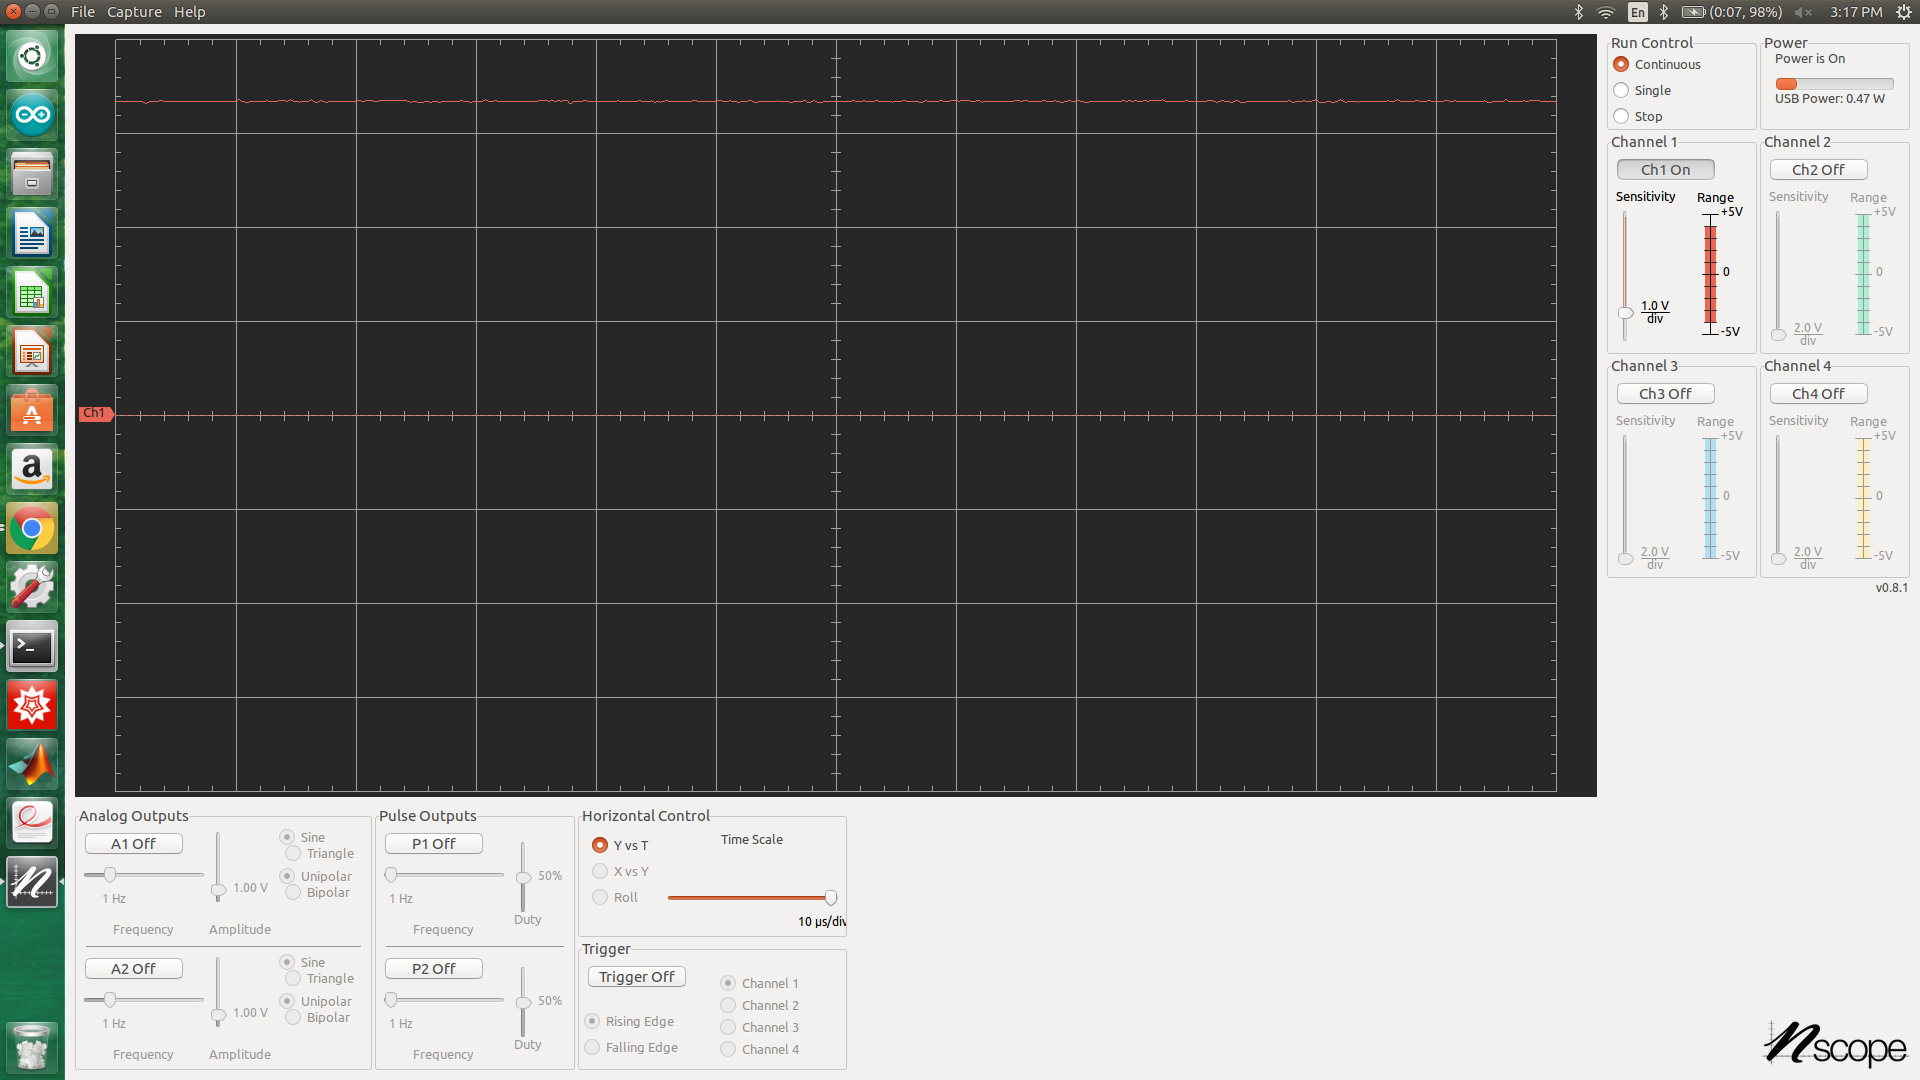 File Capture Help
En (0:07, 98%) 3:17 PM
Ch1
Run Control
Continuous
Single
Stop
Power
Power is On
USB Power: 0.47 W
Channel 1
Ch1 On
Sensitivity Range
+5V
0
1.0 V
div
-5V
Channel 2
Ch2 Off
Sensitivity Range
+5V
0
2.0 V
div
-5V
Channel 3
Ch3 Off
Sensitivity Range
+5V
0
2.0 V
div
-5V
Channel 4
Ch4 Off
Sensitivity Range
+5V
0
2.0 V
div
-5V
v0.8.1
Analog Outputs
A1 Off
1 Hz
Frequency
1.00 V
Amplitude
Sine
Triangle
Unipolar
Bipolar
A2 Off
1 Hz
Frequency
1.00 V
Amplitude
Sine
Triangle
Unipolar
Bipolar
Pulse Outputs
P1 Off
1 Hz
Frequency
50%
Duty
P2 Off
1 Hz
Frequency
50%
Duty
Horizontal Control
Y vs T
X vs Y
Roll
Time Scale
10 µs/div
Trigger
Trigger Off
Rising Edge
Falling Edge
Channel 1
Channel 2
Channel 3
Channel 4
nscope